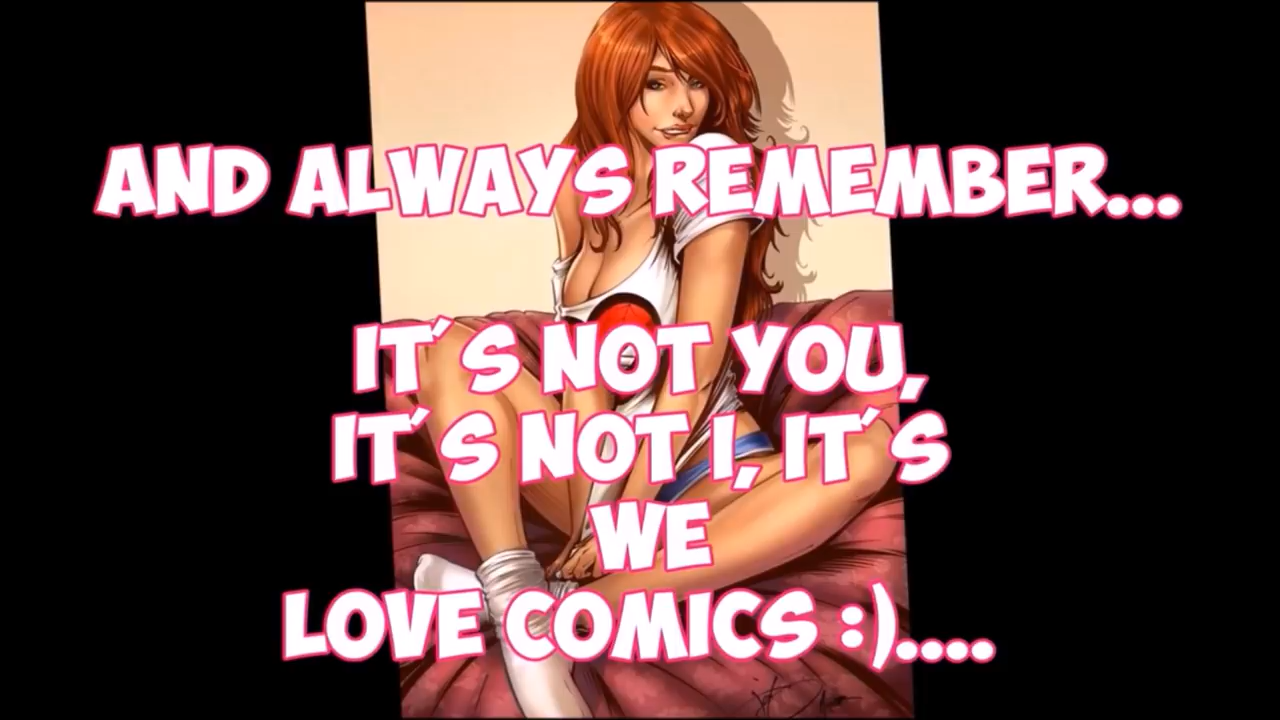 AND ALWAYS REMEMBER...
IT'S NOT YOU,
IT'S NOT I, IT'S
WE
LOVE COMICS :)....